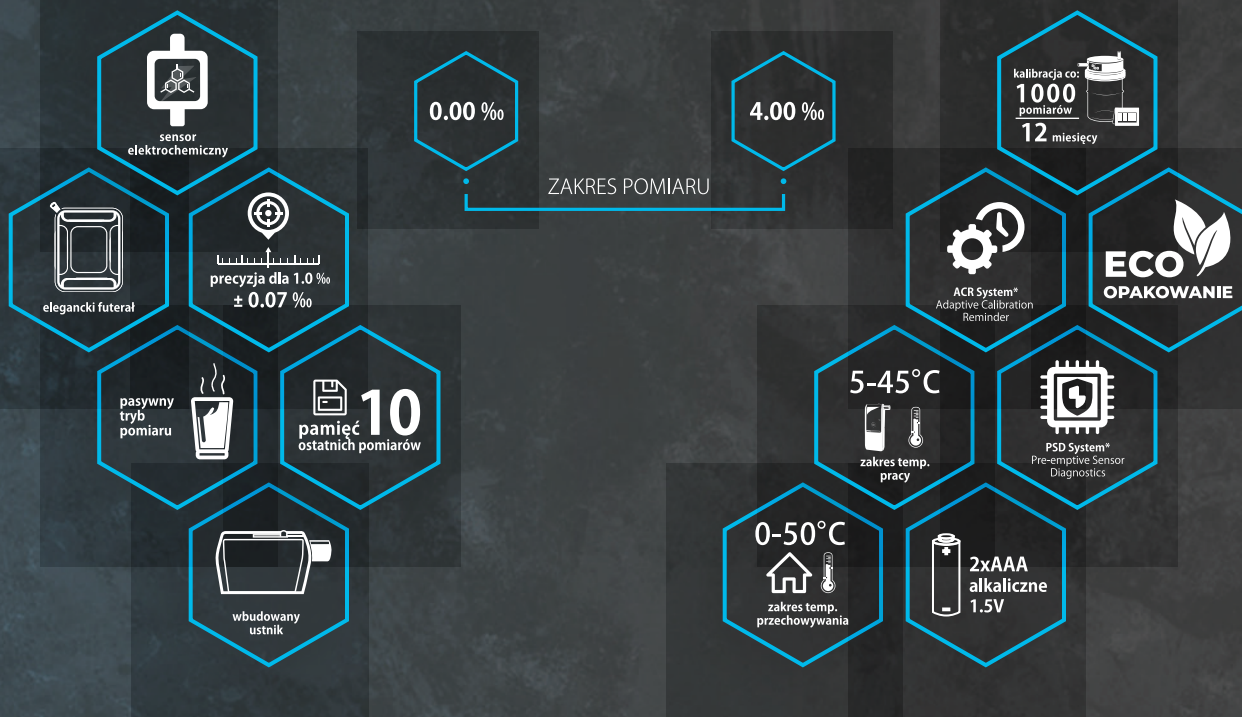 sensor
elektrochemiczny
0.00 ‰
4.00 ‰
ZAKRES POMIARU
kalibracja co:
1000
pomiarów
12 miesięcy
elegancki futerał
precyzja dla 1.0 ‰
± 0.07 ‰
ACR System*
Adaptive Calibration
Reminder
ECO
OPAKOWANIE
pasywny
tryb
pomiaru
pamięć 10
ostatnich pomiarów
5-45°C
zakres temp.
pracy
PSD System*
Pre-emptive Sensor
Diagnostics
wbudowany
ustnik
0-50°C
zakres temp.
przechowywania
2xAAA
alkaliczne
1.5V